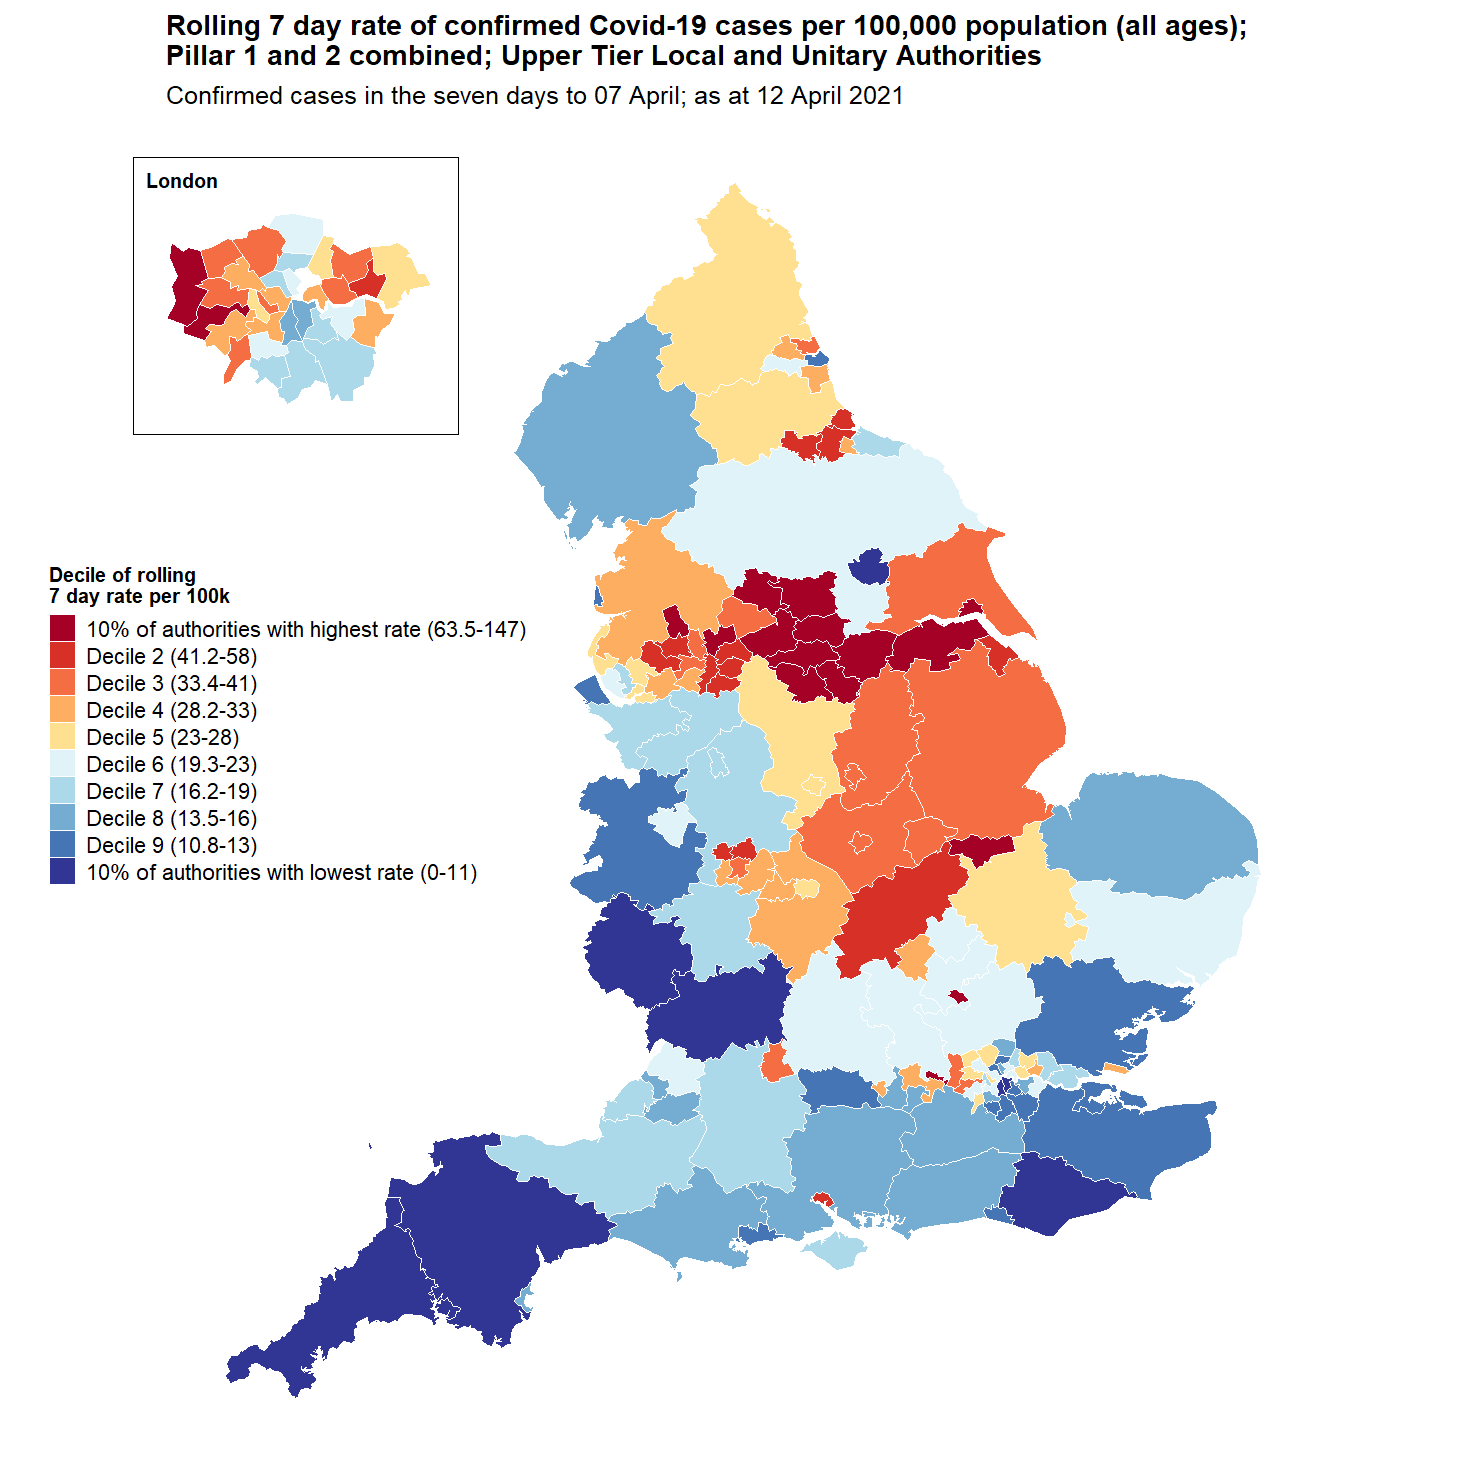 Rolling 7 day rate of confirmed Covid-19 cases per 100,000 population (all ages);
Pillar 1 and 2 combined; Upper Tier Local and Unitary Authorities
Confirmed cases in the seven days to 07 April; as at 12 April 2021
London
Decile of rolling
7 day rate per 100k
10% of authorities with highest rate (63.5-147)
Decile 2 (41.2-58)
Decile 3 (33.4-41)
Decile 4 (28.2-33)
Decile 5 (23-28)
Decile 6 (19.3-23)
Decile 7 (16.2-19)
Decile 8 (13.5-16)
Decile 9 (10.8-13)
10% of authorities with lowest rate (0-11)